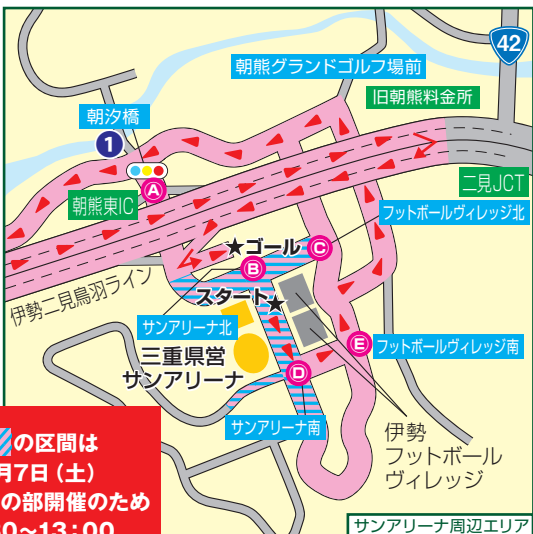 42
朝熊グランドゴルフ場前
旧朝熊料金所
朝汐橋
1
A
朝熊東IC
二見JCT
フットボールヴィレッジ北
★ゴール
C
B
伊勢二見鳥羽ライン
スタート★
サンアリーナ北
E
フットボールヴィレッジ南
三重県営
サンアリーナ
D
サンアリーナ南
伊勢
フットボール
ヴィレッジ
の区間は
月7日(土)
の部開催のため
0~13:00
サンアリーナ周辺エリア